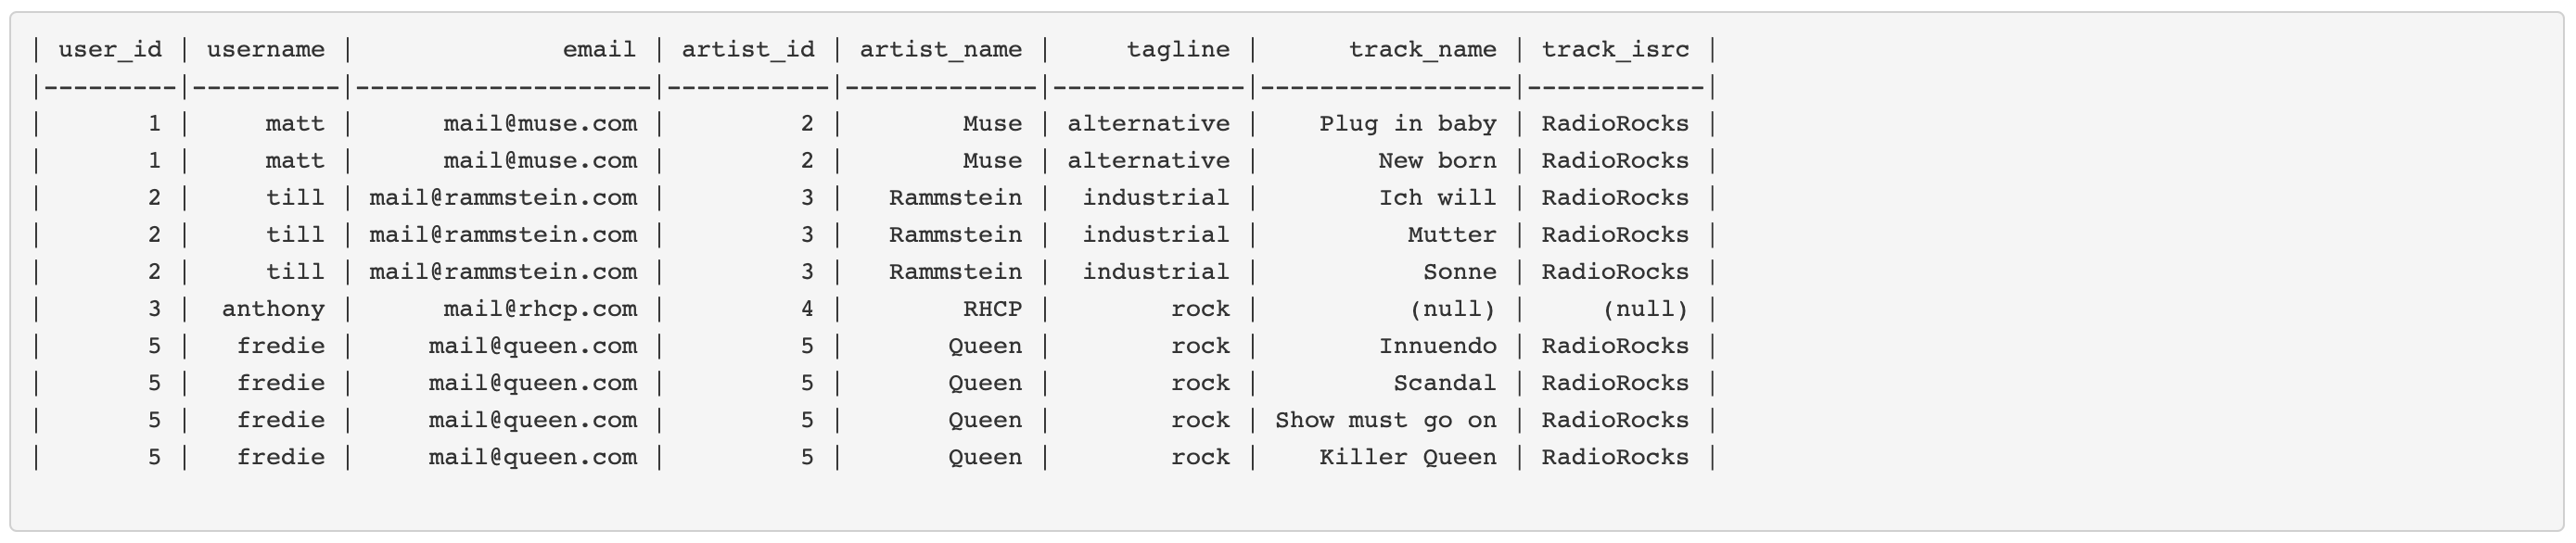 | user_id | username |               email | artist_id | artist_name |     tagline |      track_name | track_isrc |
|---------|----------|--------------------|-----------|-------------|-------------|-----------------|------------|
|       1 |     matt |       mail@muse.com |         2 |        Muse | alternative |    Plug in baby | RadioRocks |
|       1 |     matt |       mail@muse.com |         2 |        Muse | alternative |        New born | RadioRocks |
|       2 |     till |  mail@rammstein.com |         3 |   Rammstein |  industrial |        Ich will | RadioRocks |
|       2 |     till |  mail@rammstein.com |         3 |   Rammstein |  industrial |          Mutter | RadioRocks |
|       2 |     till |  mail@rammstein.com |         3 |   Rammstein |  industrial |           Sonne | RadioRocks |
|       3 |  anthony |       mail@rhcp.com |         4 |        RHCP |        rock |          (null) |     (null) |
|       5 |   fredie |      mail@queen.com |         5 |       Queen |        rock |        Innuendo | RadioRocks |
|       5 |   fredie |      mail@queen.com |         5 |       Queen |        rock |         Scandal | RadioRocks |
|       5 |   fredie |      mail@queen.com |         5 |       Queen |        rock | Show must go on | RadioRocks |
|       5 |   fredie |      mail@queen.com |         5 |       Queen |        rock |    Killer Queen | RadioRocks |